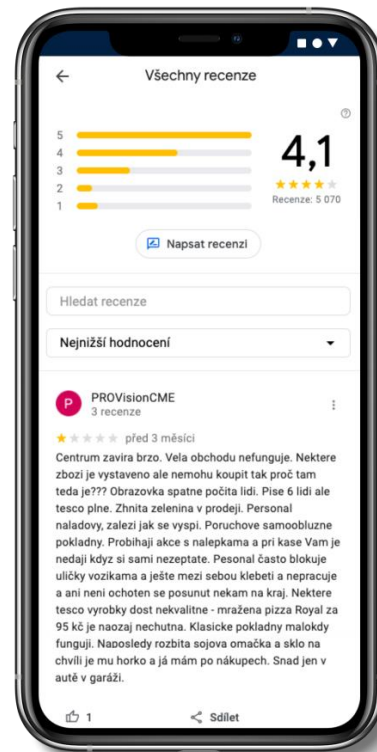 Všechny recenze
5
4
3
2
1
4,1
Recenze: 5 070
Napsat recenzi
Hledat recenze
Nejnižší hodnocení
P
PROVisionCME
3 recenze
před 3 měsíci
Centrum zavira brzo. Vela obchodu nefunguje. Nektere
zbozi je vystaveno ale nemohu koupit tak proč tam
teda je??? Obrazovka spatne počita lidi. Pise 6 lidi ale
tesco plne. Zhnita zelenina v prodeji. Personal
naladovy, zalezi jak se vyspi. Poruchove samoobluzne
pokladny. Probihaji akce s nalepkama a pri kase Vam je
nedaji kdyz si sami nezeptate. Pesonal často blokuje
uličky vozikama a ješte mezi sebou klebeti a nepracuje
a ani neni ochoten se posunut nekam na kraj. Nektere
tesco vyrobky dost nekvalitne - mražena pizza Royal za
95 kč je naozaj nechutna. Klasicke pokladny malokdy
funguji. Naposledy rozbita sojova omačka a sklo na
chvíli je mu horko a já mám po nákupech. Snad jen v
autě v garáži.
1
Sdílet